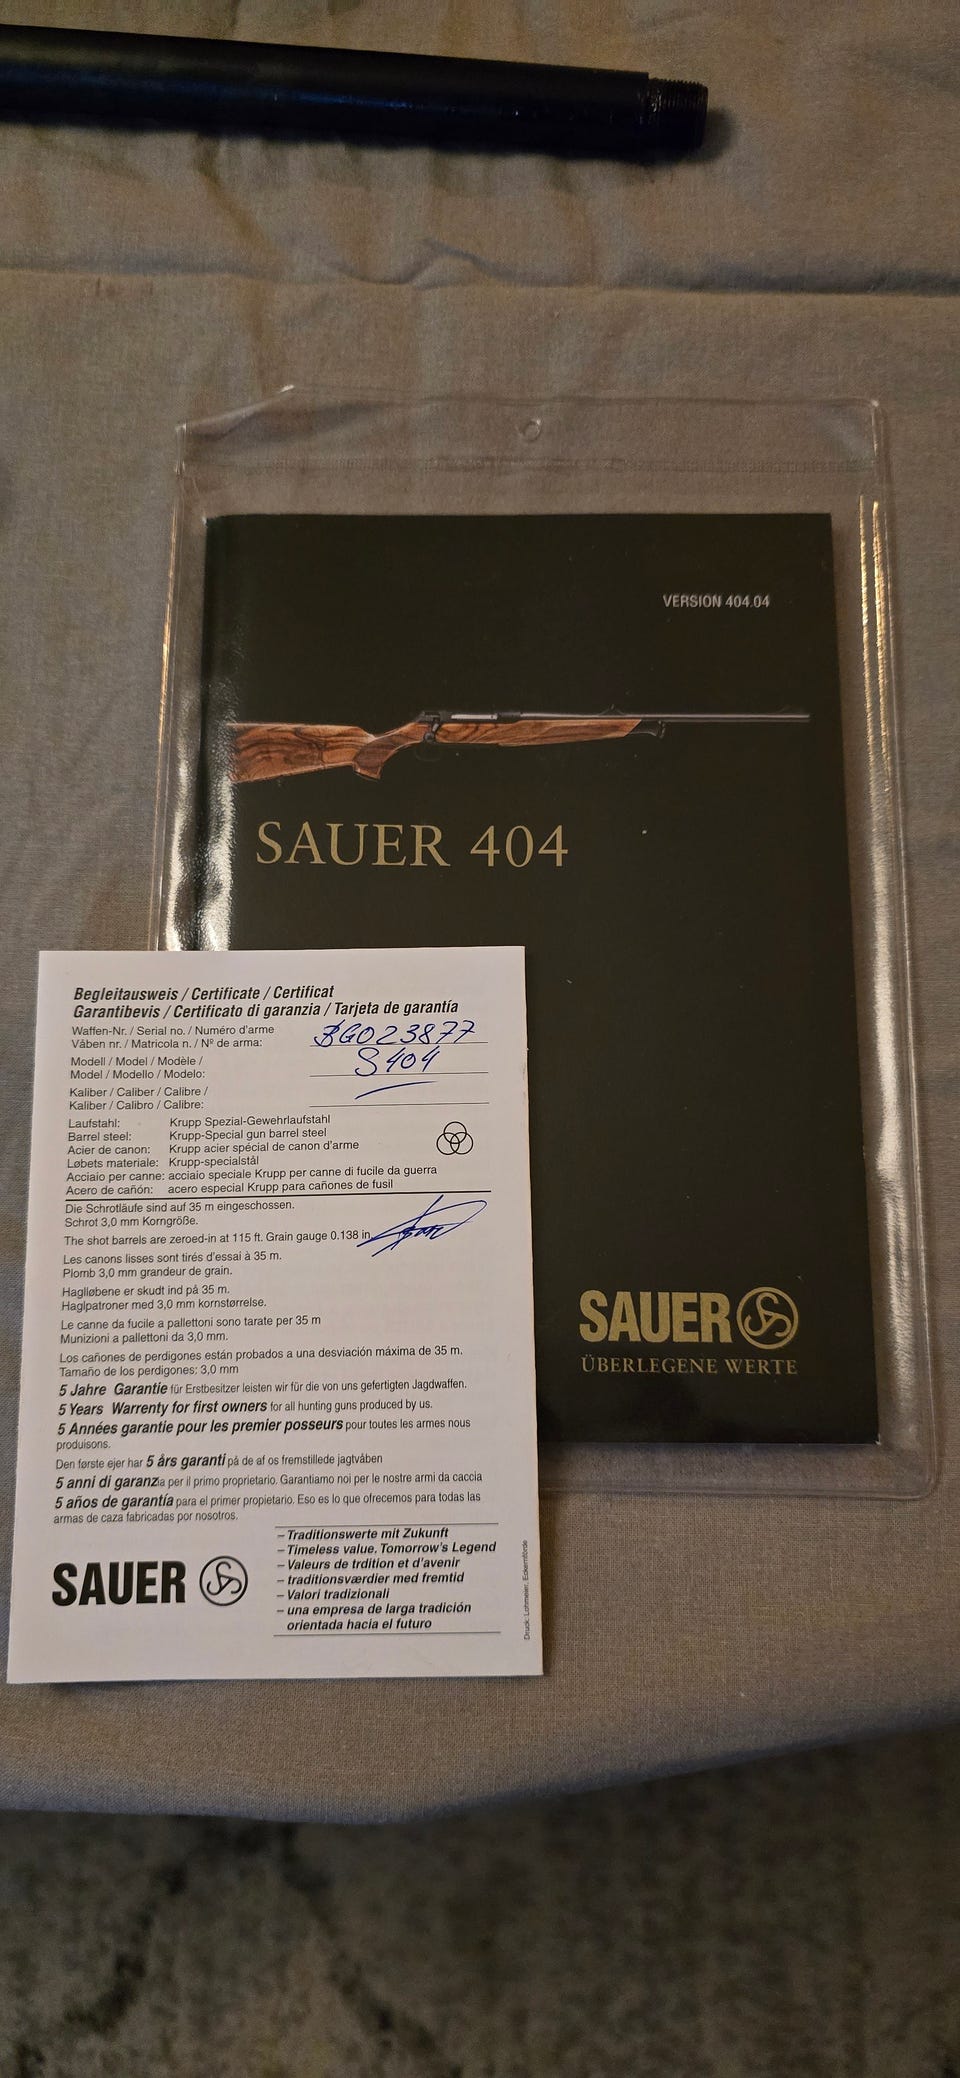 VERSION 404.04
SAUER 404
SAUER
ÜBERLEGENE WERTE
Begleitausweis / Certificate / Certificat
Garantibevis / Certificato di garanzia / Tarjeta de garantía
Waffen-Nr. / Serial no. / Numéro d'arme
Våben nr. / Matricola n. / Nº de arma: BG023877
Modell / Model / Modèle /
Model / Modello / Modelo: S404
Kaliber / Caliber / Calibre /
Kaliber / Calibro / Calibre:
Laufstahl: Krupp Spezial-Gewehrlaufstahl
Barrel steel: Krupp-Special gun barrel steel
Acier de canon: Krupp acier spécial de canon d'arme
Løbets materiale: Krupp-specialstål
Acciaio per canne: acciaio speciale Krupp per canne di fucile da guerra
Acero de cañón: acero especial Krupp para cañones de fusil
Die Schrotläufe sind auf 35 m eingeschossen.
Schrot 3,0 mm Korngröße.
The shot barrels are zeroed-in at 115 ft. Grain gauge 0.138 in.
Les canons lisses sont tirés d'essai à 35 m.
Plomb 3,0 mm grandeur de grain.
Hagløbene er skudt ind på 35 m.
Haglpatroner med 3,0 mm kornstørrelse.
Le canne da fucile a pallettoni sono tarate per 35 m
Munizioni a pallettoni da 3,0 mm.
Los cañones de perdigones están probados a una desviación máxima de 35 m.
Tamaño de los perdigones: 3,0 mm
5 Jahre Garantie für Erstbesitzer leisten wir für die von uns gefertigten Jagdwaffen.
5 Years Warrenty for first owners for all hunting guns produced by us.
5 Années garantie pour les premier posseurs pour toutes les armes nous
produisons.
Den første ejer har 5 års garanti på de af os fremstillede jagtvåben
5 anni di garanzia per il primo proprietario. Garantiamo noi per le nostre armi da caccia
5 años de garantía para el primer propietario. Eso es lo que ofrecemos para todas las
armas de caza fabricadas por nosotros.
– Traditionswerte mit Zukunft
– Timeless value. Tomorrow's Legend
– Valeurs de trdition et d'avenir
– traditionsværdier med fremtid
– Valori tradizionali
– una empresa de larga tradición
orientada hacia el futuro
SAUER
Druck: Lohmeier, Eckernförde